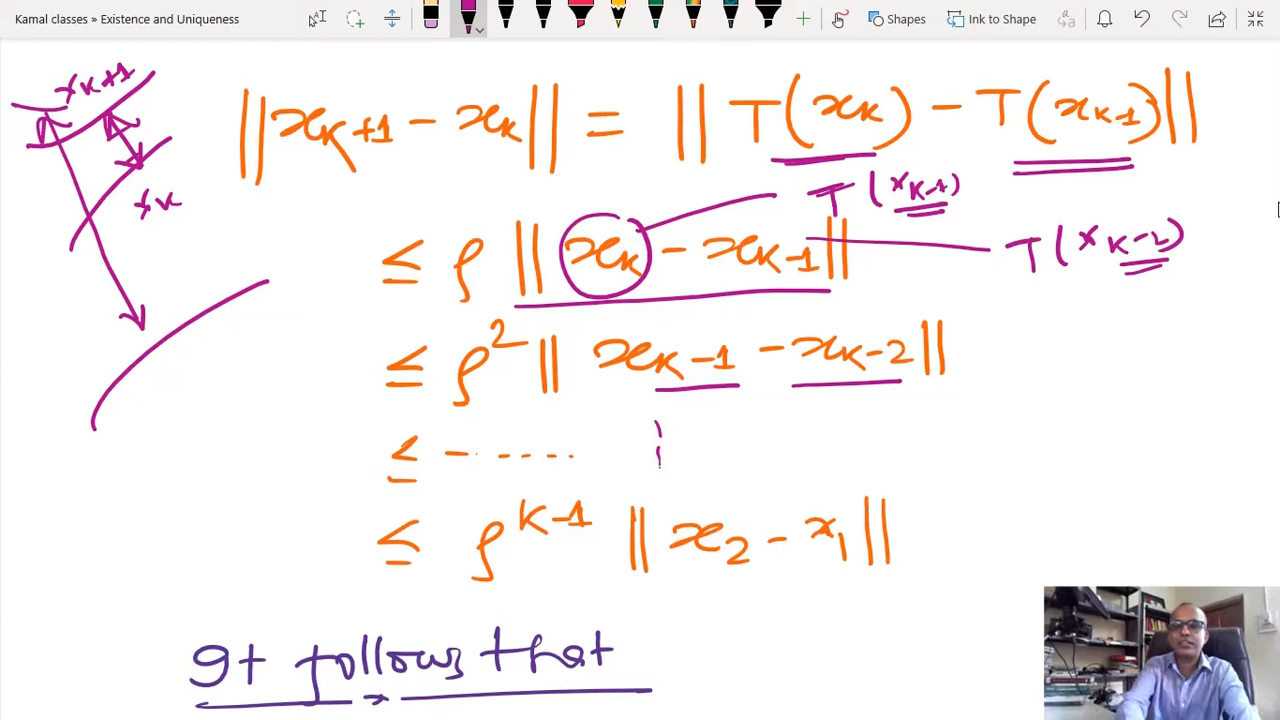 Kamal classes » Existence and Uniqueness
Shapes
Ink to Shape
x_{K+1}
x_K
||x_{K+1} - x_K|| = || T(x_K) - T(x_{K-1})||
T(x_{K-1})
≤ ρ || x_K - x_{K-1}||
T(x_{K-2})
≤ ρ^2 || x_{K-1} - x_{K-2}||
≤ - .....
≤ ρ^{K-1} || x_2 - x_1||
It follows that